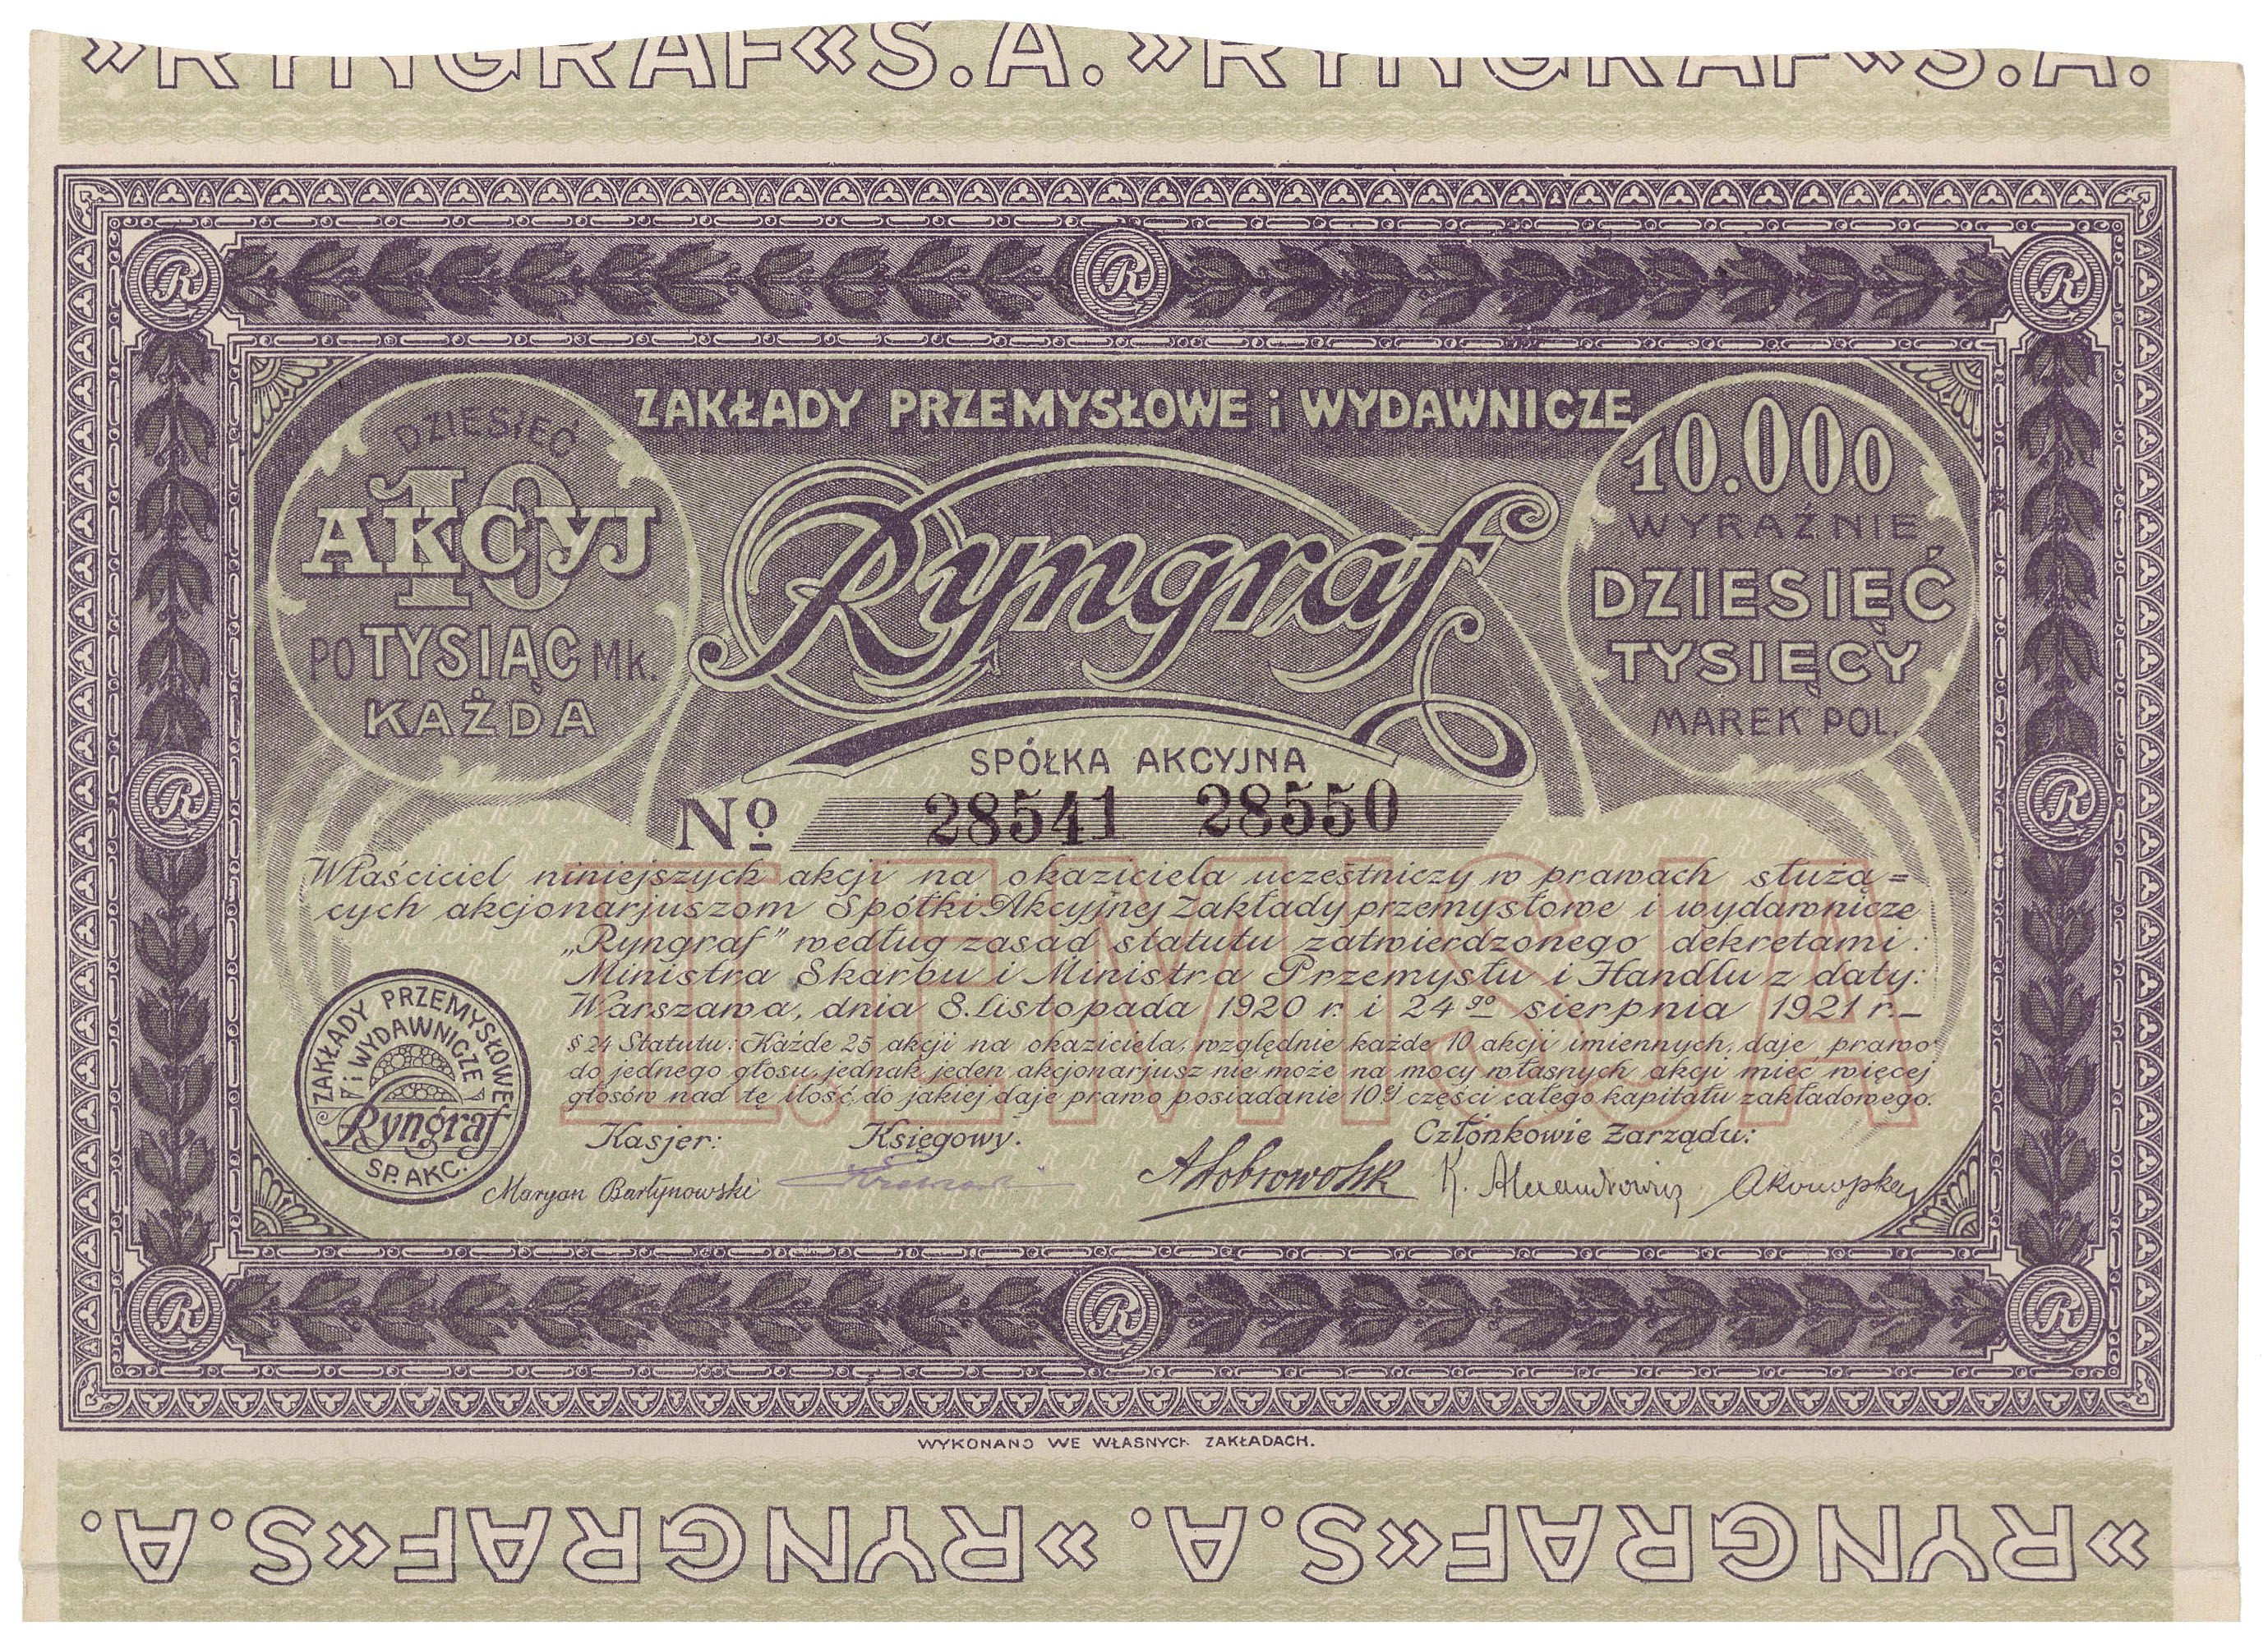 »RYNGRAF«S.A. »RYNGRAF«S.A.
ZAKŁADY PRZEMYSŁOWE i WYDAWNICZE
DZIESIĘĆ
10
AKCYJ
PO TYSIĄC MK.
KAŻDA
Ryngraf
10.000
WYRAŹNIE
DZIESIĘĆ
TYSIĘCY
MAREK POL.
SPÓŁKA AKCYJNA
Nº 28541 28550
II. EMISJA
Właściciel niniejszych akcji na okaziciela uczestniczy w prawach służą=
cych akcjonarjuszom Spółki Akcyjnej Zakłady przemysłowe i wydawnicze
„Ryngraf" według zasad statutu zatwierdzonego dekretami:
Ministra Skarbu i Ministra Przemysłu i Handlu z daty:
Warszawa, dnia 8. Listopada 1920 r. i 24 go sierpnia 1921 r._
§ 24 Statutu: Każde 25 akcji na okaziciela, względnie każde 10 akcji imiennych, daje prawo
do jednego głosu, jednak jeden akcjonarjusz nie może na mocy własnych akcji mieć więcej
głosów nad tę ilość, do jakiej daje prawo posiadanie 10ej części całego kapitału zakładowego.
Kasjer: Księgowy. Członkowie Zarządu:
Maryan Bartynowski
ZAKŁADY PRZEMYSŁOWE
i WYDAWNICZE
Ryngraf
SP. AKC.
R
R
R
R
R
R
R
R
WYKONANO WE WŁASNYCH ZAKŁADACH.
»RYNGRAF«S.A. »RYNGRAF«S.A.